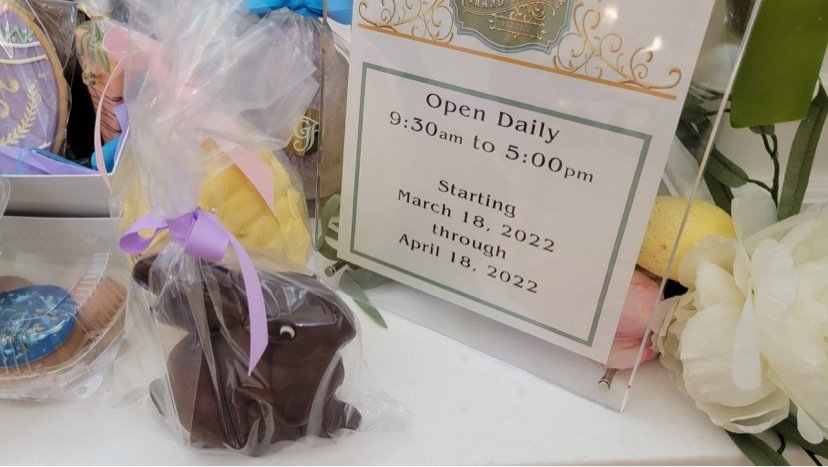 Open Daily
9:30am to 5:00pm
Starting
March 18, 2022
through
April 18, 2022